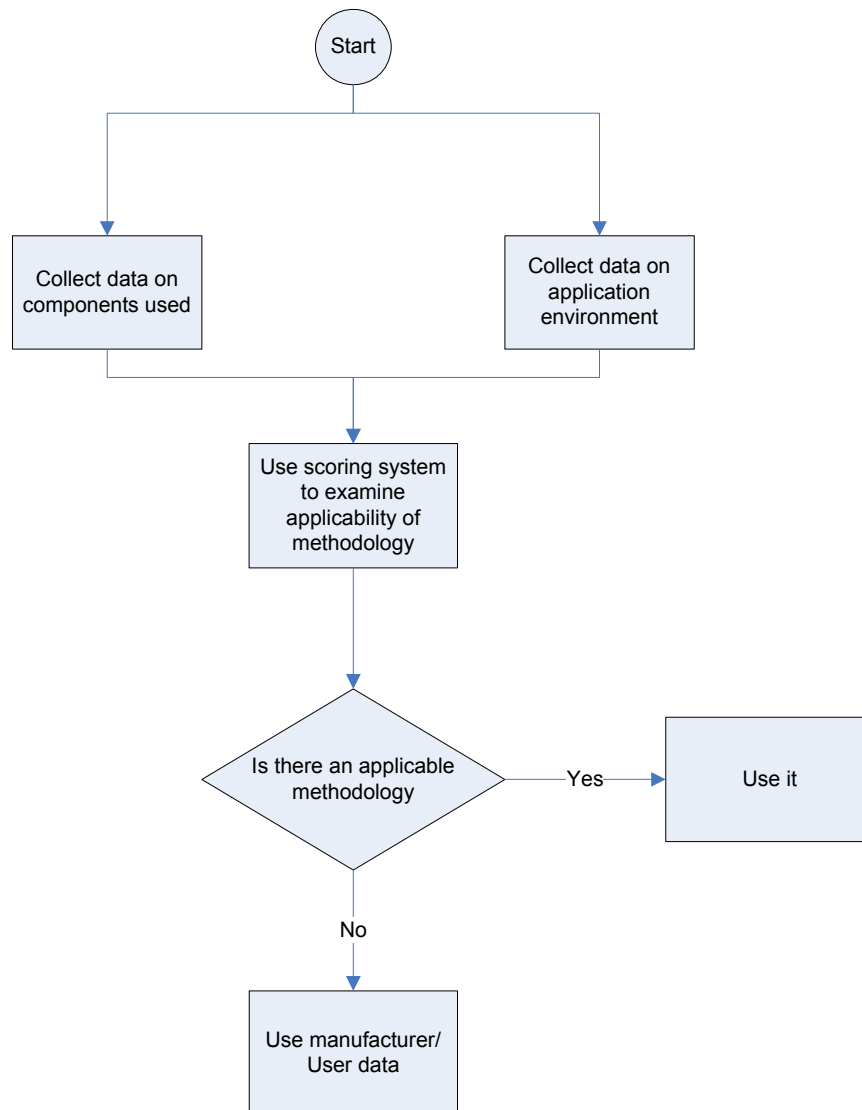 Start
Collect data on
components used
Collect data on
application
environment
Use scoring system
to examine
applicability of
methodology
Is there an applicable
methodology
Yes
Use it
No
Use manufacturer/
User data